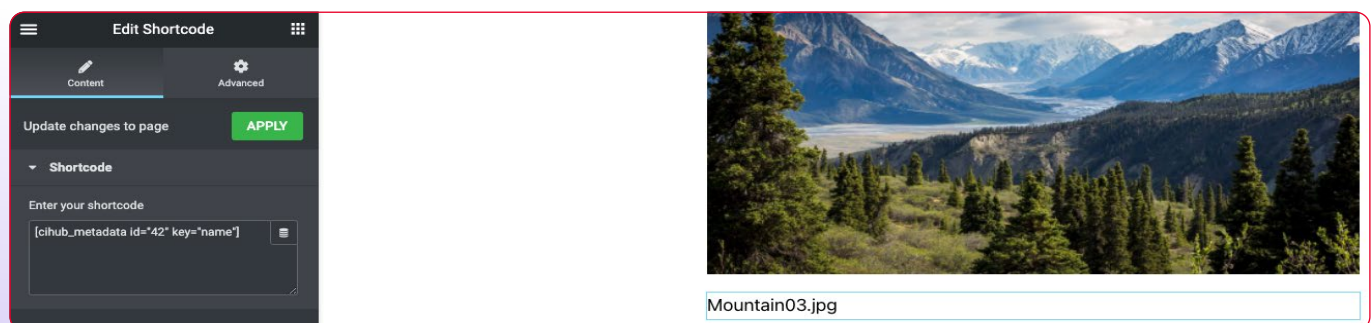 Edit Shortcode
Content
Advanced
Update changes to page
APPLY
Shortcode
Enter your shortcode
[cihub_metadata id="42" key="name"]
Mountain03.jpg